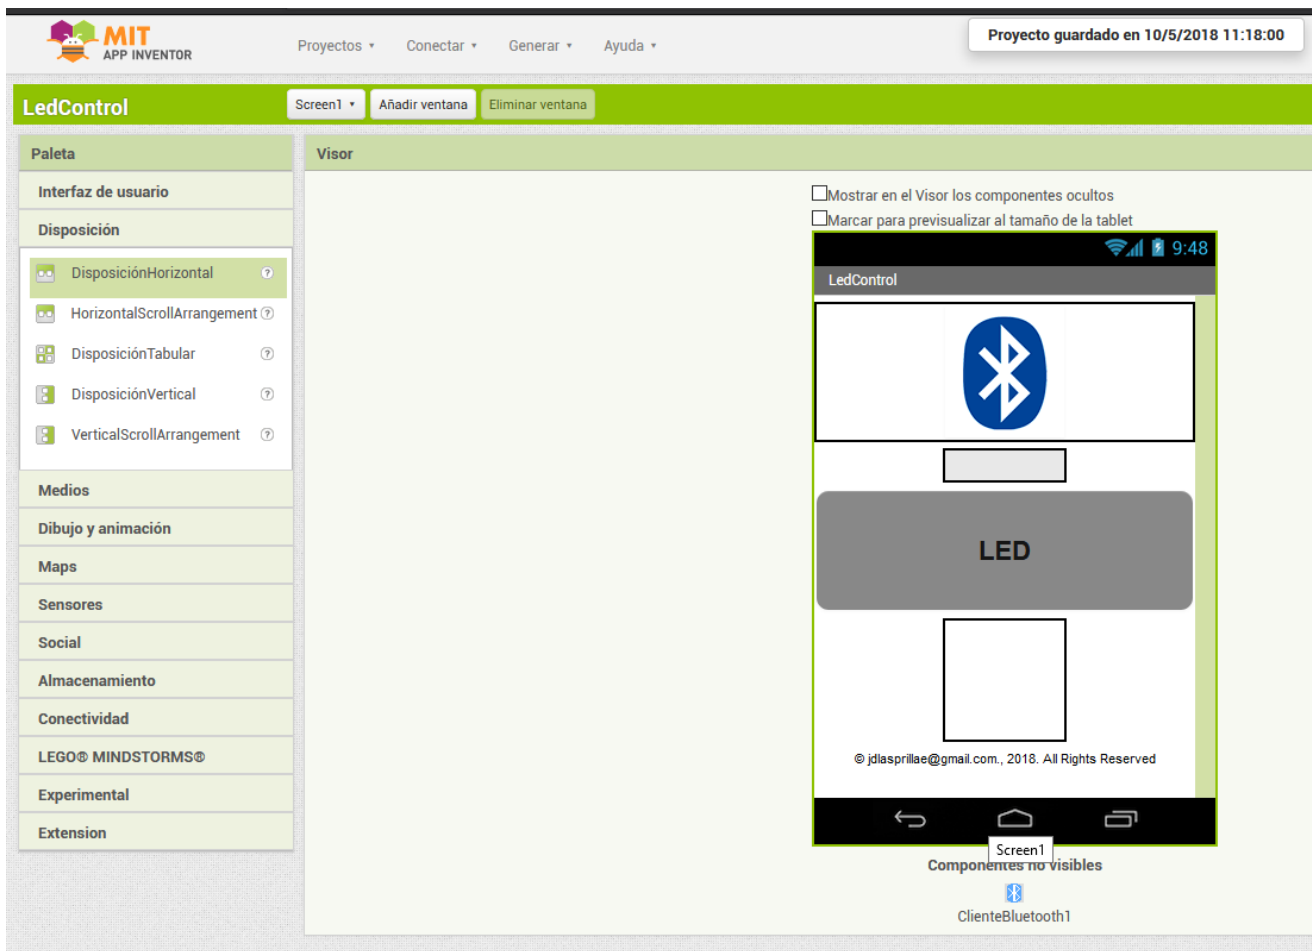 MIT
APP INVENTOR
Proyectos
Conectar
Generar
Ayuda
Proyecto guardado en 10/5/2018 11:18:00
LedControl
Screen1
Añadir ventana
Eliminar ventana
Paleta
Interfaz de usuario
Disposición
DisposiciónHorizontal ?
HorizontalScrollArrangement ?
DisposiciónTabular ?
DisposiciónVertical ?
VerticalScrollArrangement ?
Medios
Dibujo y animación
Maps
Sensores
Social
Almacenamiento
Conectividad
LEGO® MINDSTORMS®
Experimental
Extension
Visor
Mostrar en el Visor los componentes ocultos
Marcar para previsualizar al tamaño de la tablet
9:48
LedControl
LED
© jdlasprillae@gmail.com., 2018. All Rights Reserved
Screen1
Componentes no visibles
ClienteBluetooth1